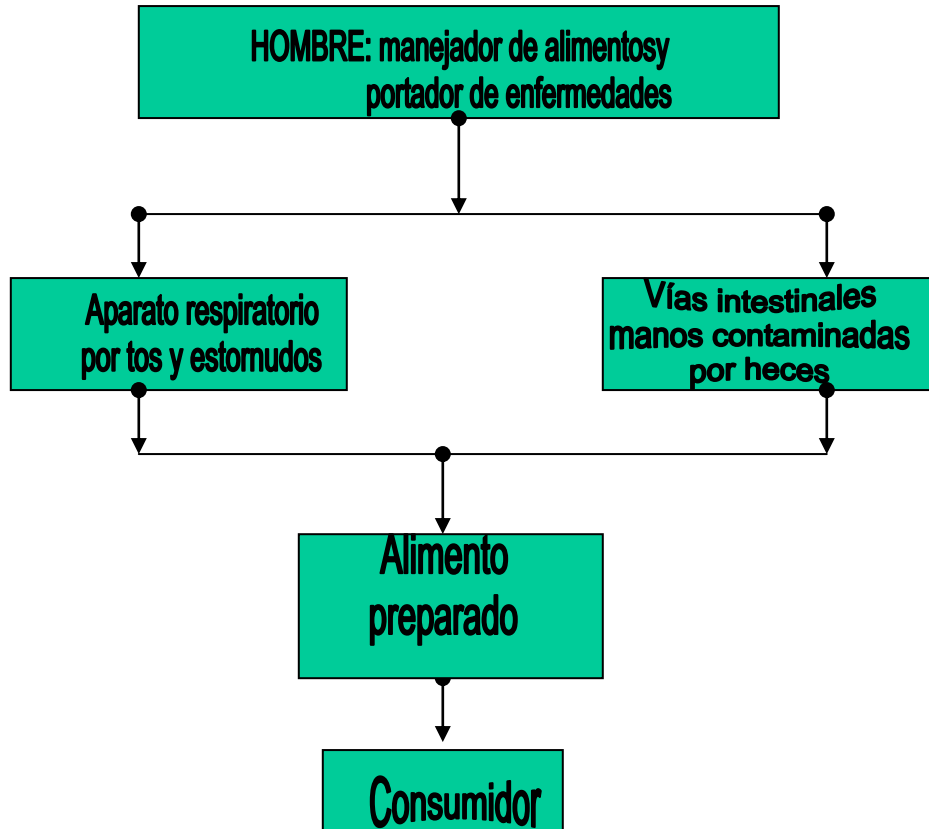 HOMBRE: manejador de alimentosy
portador de enfermedades
Aparato respiratorio
por tos y estornudos
Vías intestinales
manos contaminadas
por heces
Alimento
preparado
Consumidor